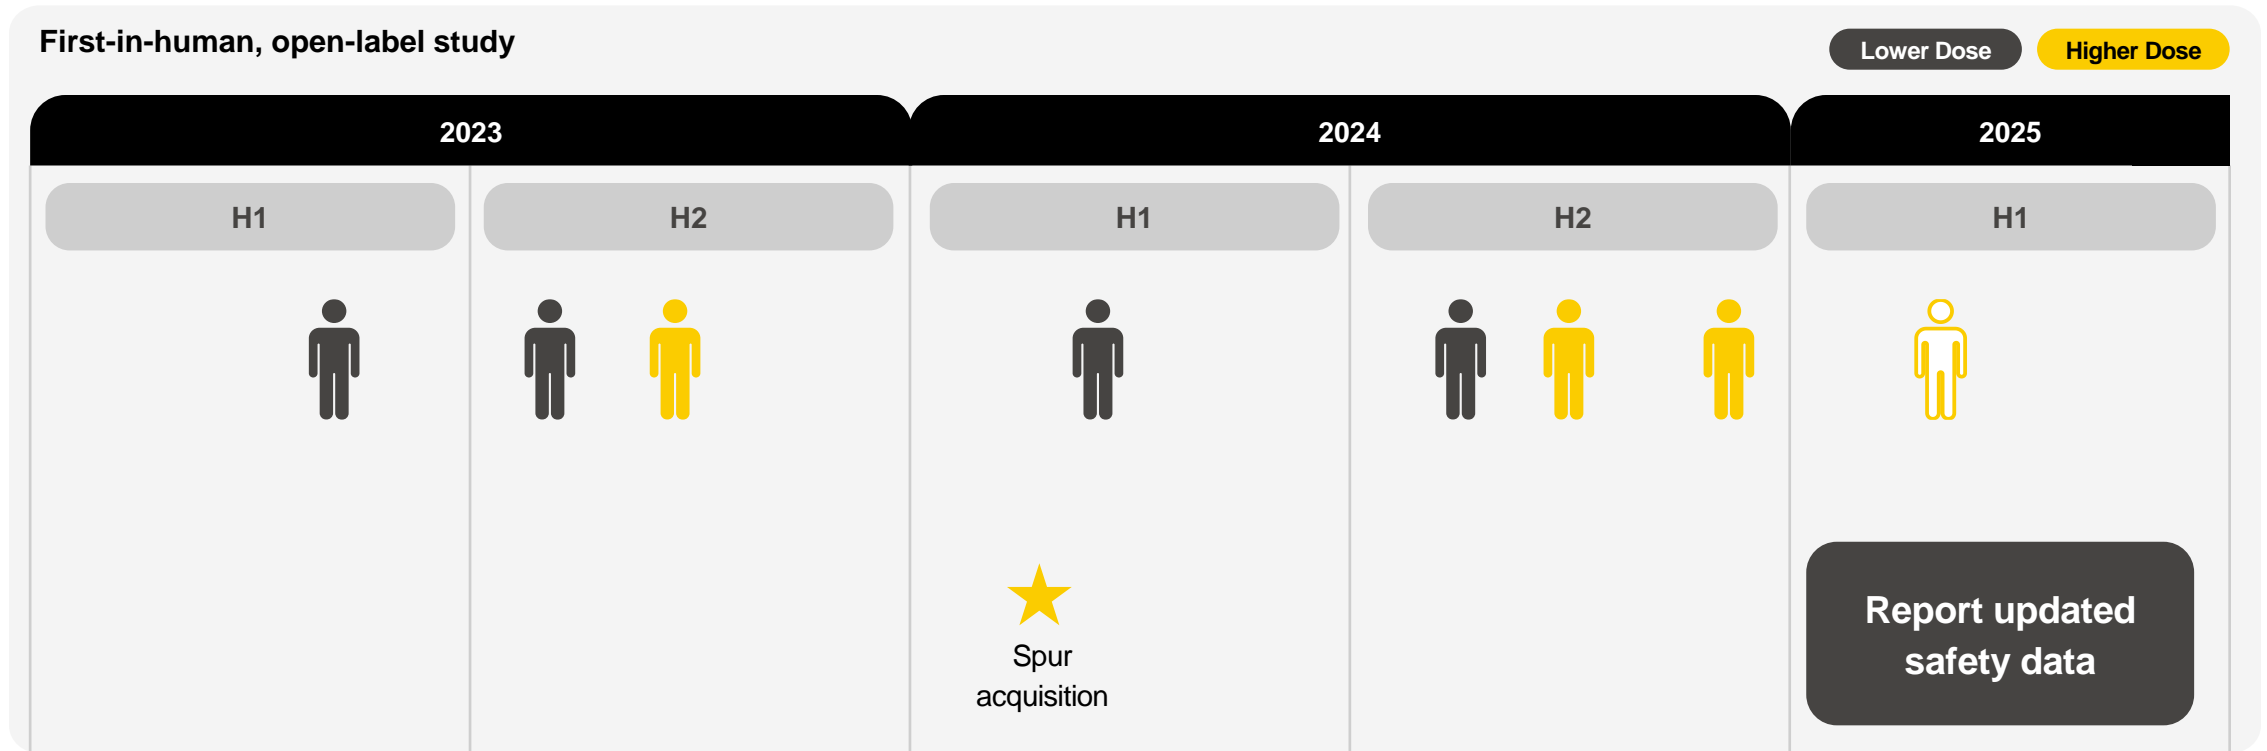 First-in-human, open-label study
Lower Dose
Higher Dose
2023
2024
2025
H1
H2
H1
H2
H1
Spur
acquisition
Report updated
safety data